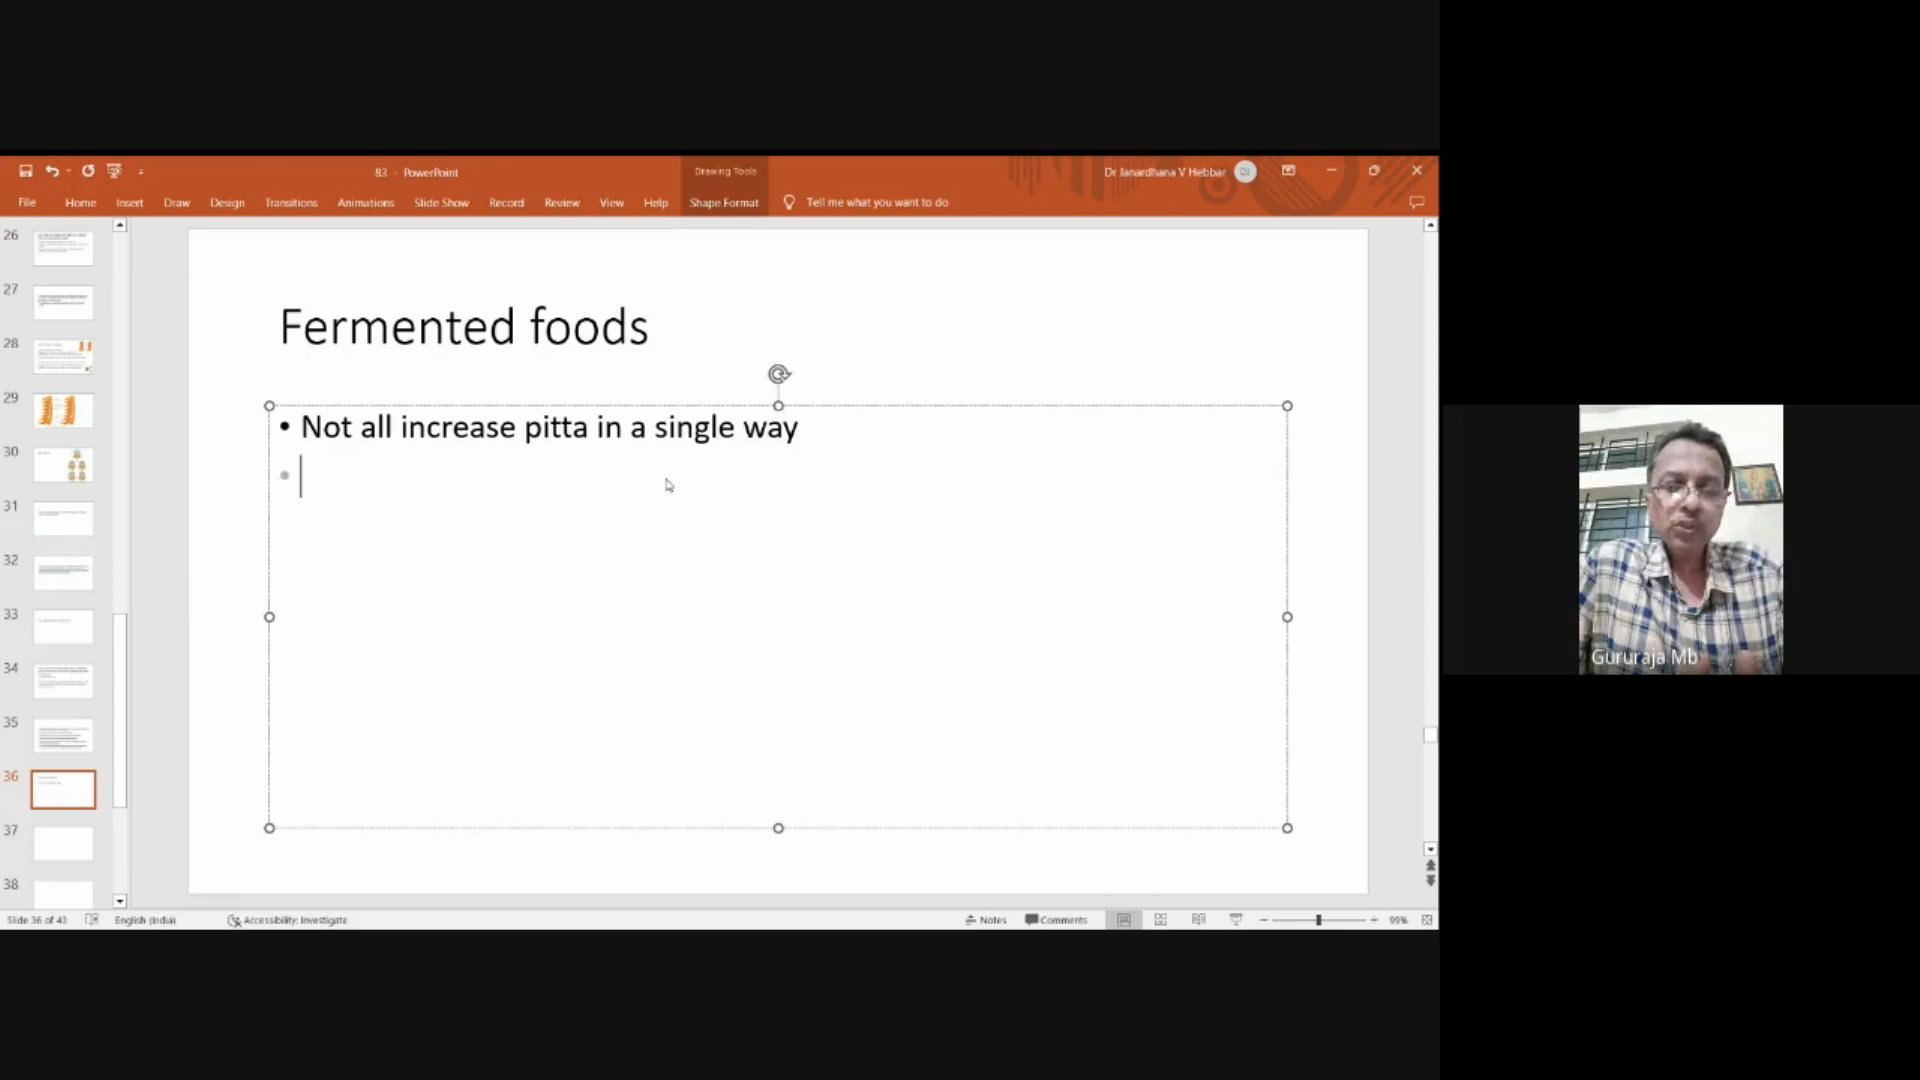 83 - PowerPoint
Drawing Tools
Dr Janardhana V Hebbar
File Home Insert Draw Design Transitions Animations Slide Show Record Review View Help Shape Format Tell me what you want to do
26
27
28
29
30
31
32
33
34
35
36
37
38
Fermented foods
• Not all increase pitta in a single way
Gururaja Mb
Slide 36 of 43 English (India) Accessibility: Investigate Notes Comments 99%